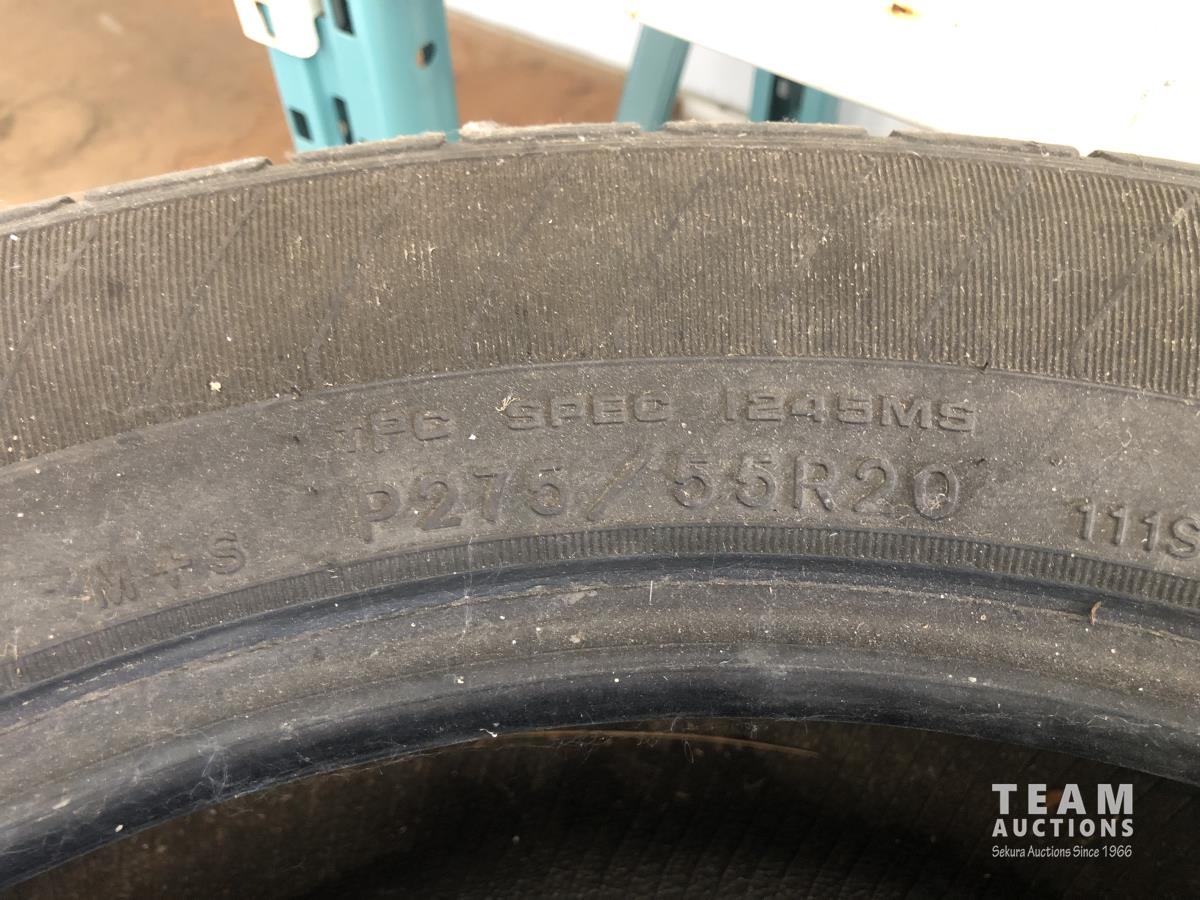 TPC SPEC 1245MS
P275/55R20
111S
M+S
TEAM
AUCTIONS
Sekura Auctions Since 1966